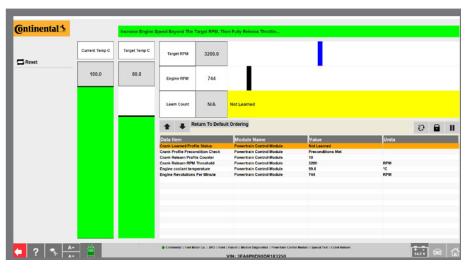 Continental
Increase Engine Speed Beyond The Target RPM, Then Fully Release Throttle...
Reset
Current Temp C
Target Temp C
Target RPM
3200.0
100.0
80.0
Engine RPM
744
Learn Count
N/A
Not Learned
Return To Default Ordering
Data Item
Module Name
Value
Units
Crank Learned Profile Status
Powertrain Control Module
Not Learned
Crank Profile Precondition Check
Powertrain Control Module
Preconditions Met
Crank Relearn Profile Counter
Powertrain Control Module
10
Crank Relearn RPM Threshold
Powertrain Control Module
3200
RPM
Engine coolant temperature
Powertrain Control Module
°C
Engine Revolutions Per Minute
Powertrain Control Module
744
RPM
?
A+
A-